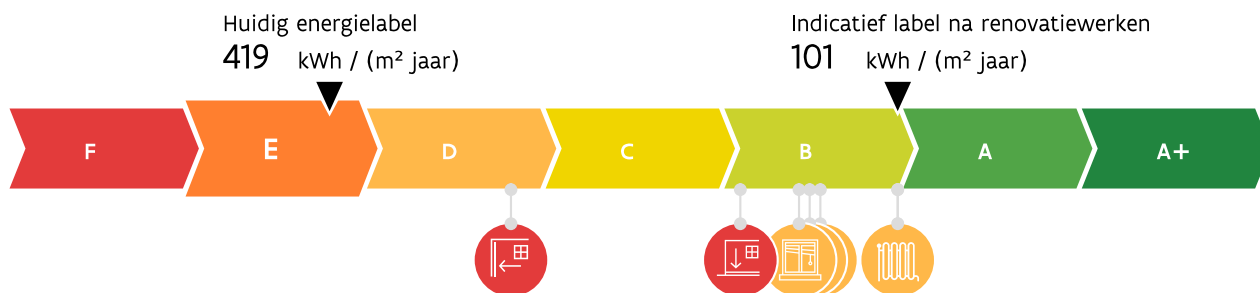 Huidig energielabel
419 kWh / (m² jaar)
Indicatief label na renovatiewerken
101 kWh / (m² jaar)
F E D C B A A+